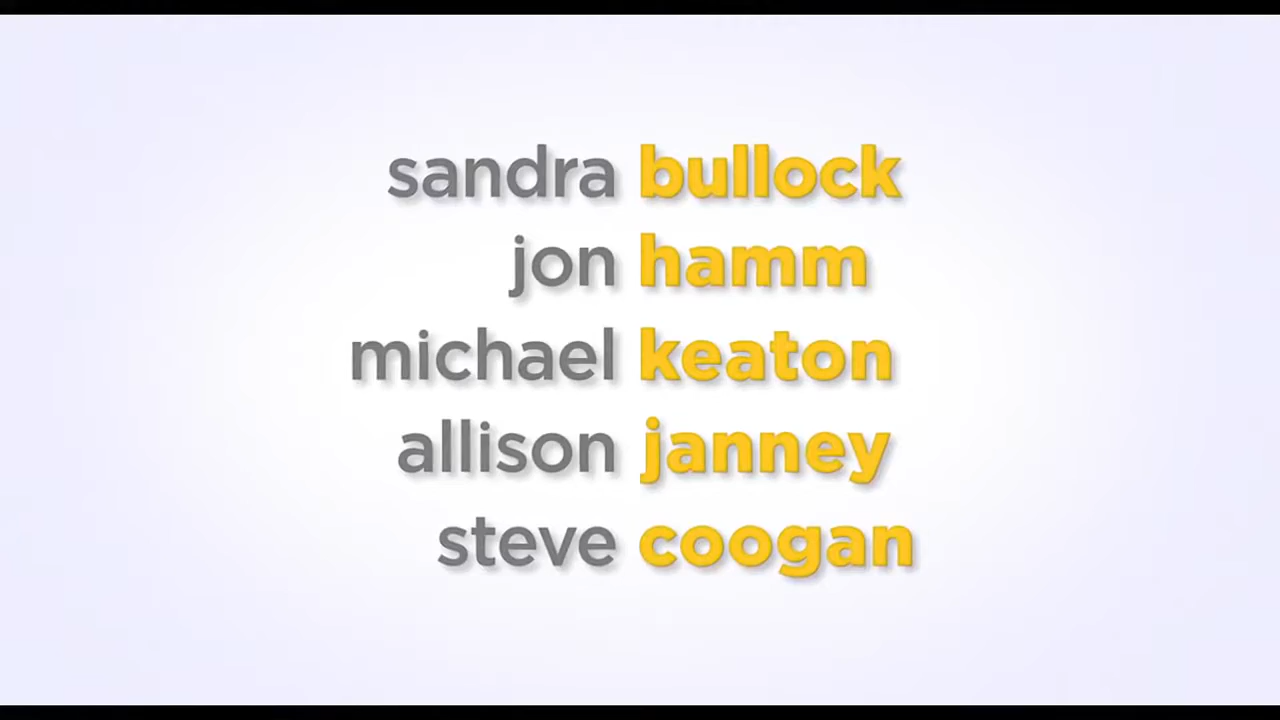 sandra bullock
jon hamm
michael keaton
allison janney
steve coogan